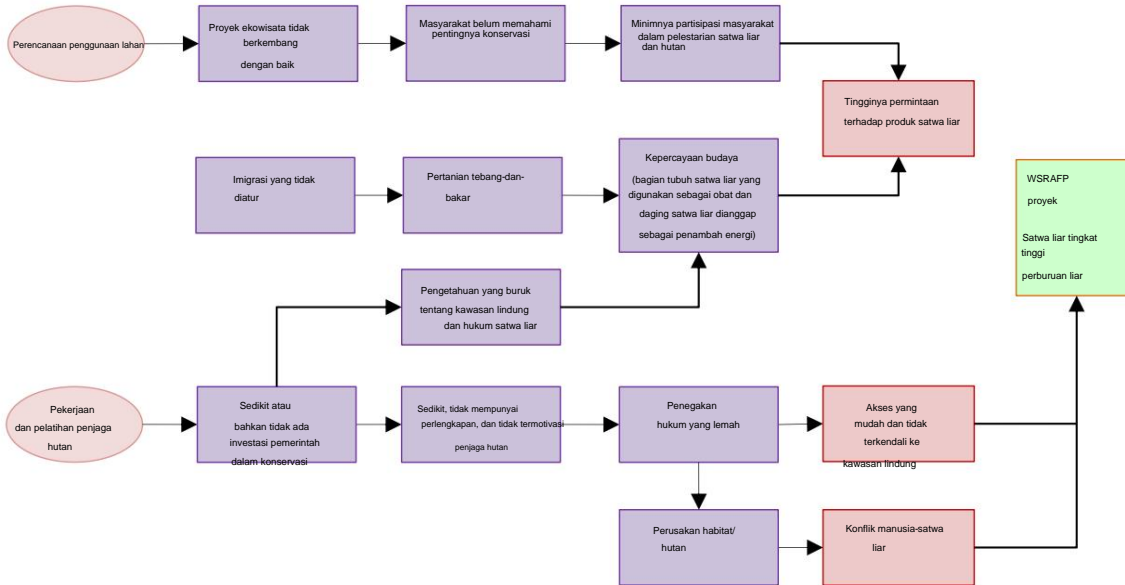 Perencanaan penggunaan lahan
Proyek ekowisata tidak
berkembang
dengan baik
Masyarakat belum memahami
pentingnya konservasi
Minimnya partisipasi masyarakat
dalam pelestarian satwa liar
dan hutan
Tingginya permintaan
terhadap produk satwa liar
Imigrasi yang tidak
diatur
Pertanian tebang-dan-
bakar
Kepercayaan budaya
(bagian tubuh satwa liar yang
digunakan sebagai obat dan
daging satwa liar dianggap
sebagai penambah energi)
WSRAFP
proyek
Satwa liar tingkat
tinggi
perburuan liar
Pengetahuan yang buruk
tentang kawasan lindung
dan hukum satwa liar
Pekerjaan
dan pelatihan penjaga
hutan
Sedikit atau
bahkan tidak ada
investasi pemerintah
dalam konservasi
Sedikit, tidak mempunyai
perlengkapan, dan tidak termotivasi
penjaga hutan
Penegakan
hukum yang lemah
Akses yang
mudah dan tidak
terkendali ke
kawasan lindung
Perusakan habitat/
hutan
Konflik manusia-satwa
liar